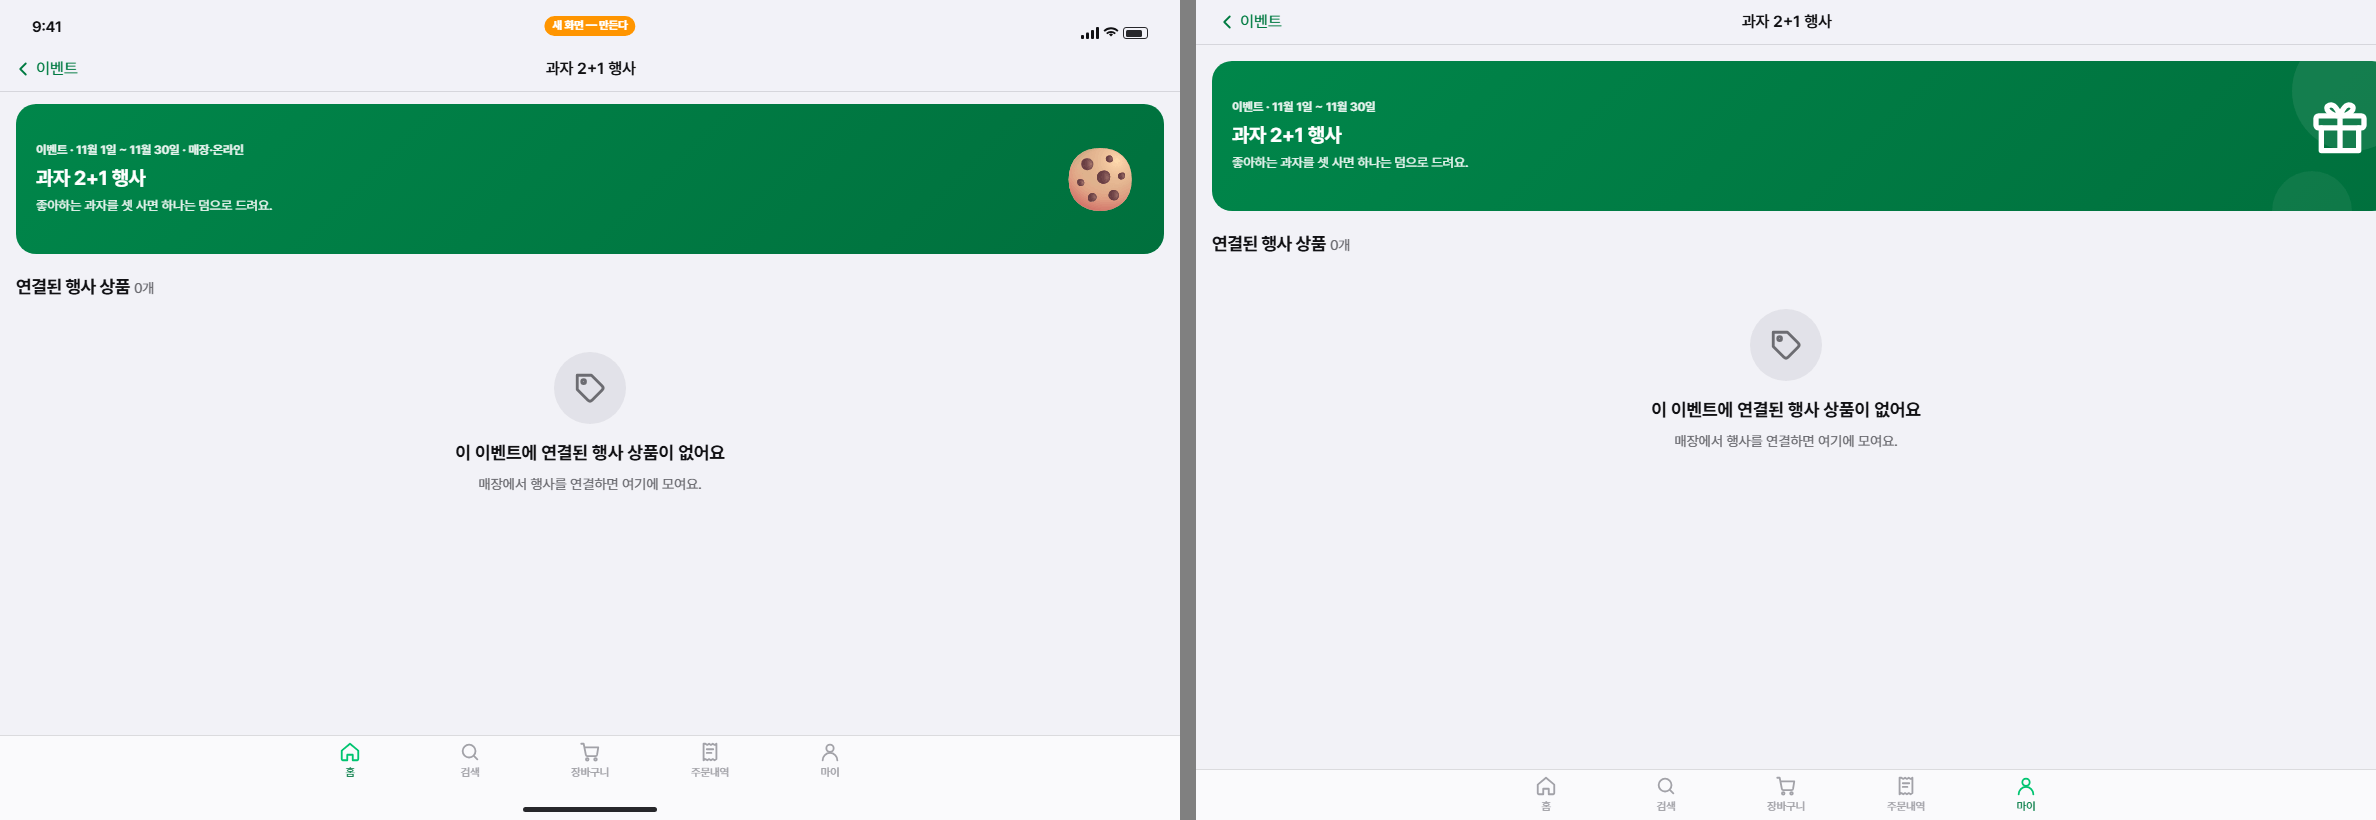 9:41
새 화면 — 만든다
이벤트
과자 2+1 행사
이벤트 · 11월 1일 ~ 11월 30일 · 매장·온라인
과자 2+1 행사
좋아하는 과자를 셋 사면 하나는 덤으로 드려요.
연결된 행사 상품 0개
이 이벤트에 연결된 행사 상품이 없어요
매장에서 행사를 연결하면 여기에 모여요.
홈
검색
장바구니
주문내역
마이
이벤트
과자 2+1 행사
이벤트 · 11월 1일 ~ 11월 30일
과자 2+1 행사
좋아하는 과자를 셋 사면 하나는 덤으로 드려요.
연결된 행사 상품 0개
이 이벤트에 연결된 행사 상품이 없어요
매장에서 행사를 연결하면 여기에 모여요.
홈
검색
장바구니
주문내역
마이